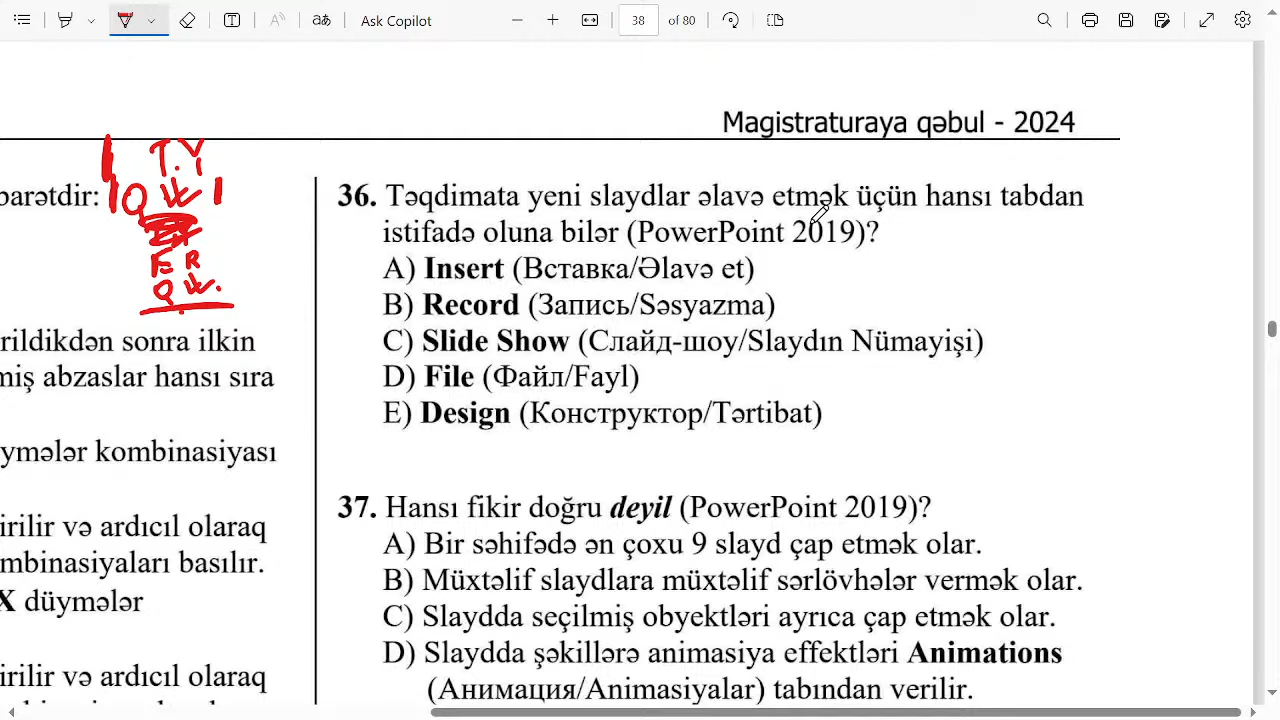 Ask Copilot
38 of 80
Magistraturaya qəbul - 2024
barətdir:
rildikdən sonra ilkin
miş abzaslar hansı sıra
ymələr kombinasiyası
irilir və ardıcıl olaraq
mbinasiyaları basılır.
X düymələr
irilir və ardıcıl olaraq
T.Y
Q W
E R
Q W.
36. Təqdimata yeni slaydlar əlavə etmək üçün hansı tabdan
istifadə oluna bilər (PowerPoint 2019)?
A) Insert (Вставка/Əlavə et)
B) Record (Запись/Səsyazma)
C) Slide Show (Слайд-шоу/Slaydın Nümayişi)
D) File (Файл/Fayl)
E) Design (Конструктор/Tərtibat)
37. Hansı fikir doğru deyil (PowerPoint 2019)?
A) Bir səhifədə ən çoxu 9 slayd çap etmək olar.
B) Müxtəlif slaydlara müxtəlif sərlövhələr vermək olar.
C) Slaydda seçilmiş obyektləri ayrıca çap etmək olar.
D) Slaydda şəkillərə animasiya effektləri Animations
(Анимация/Animasiyalar) tabından verilir.